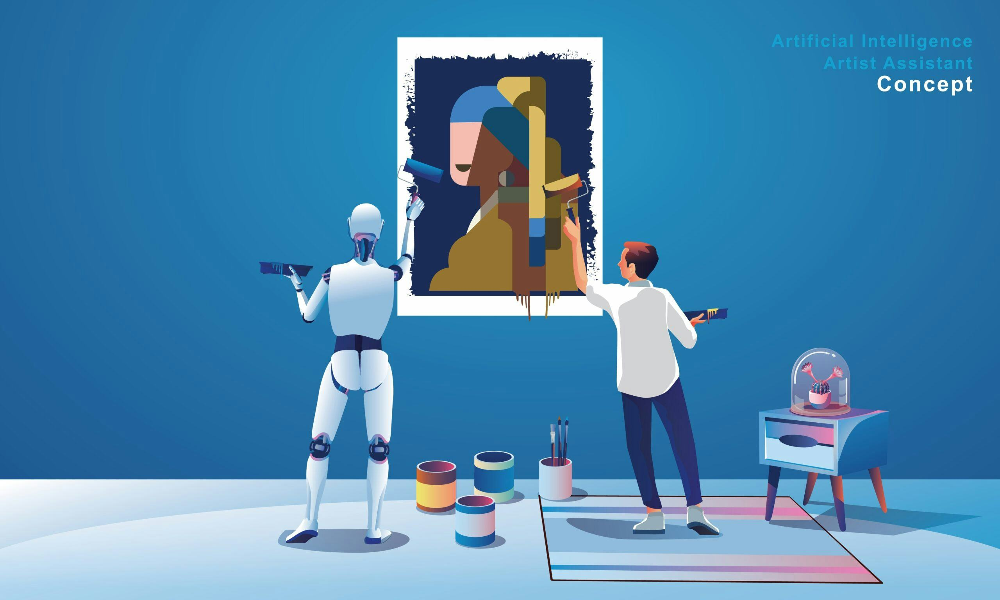 Artificial Intelligence
Artist Assistant
Concept